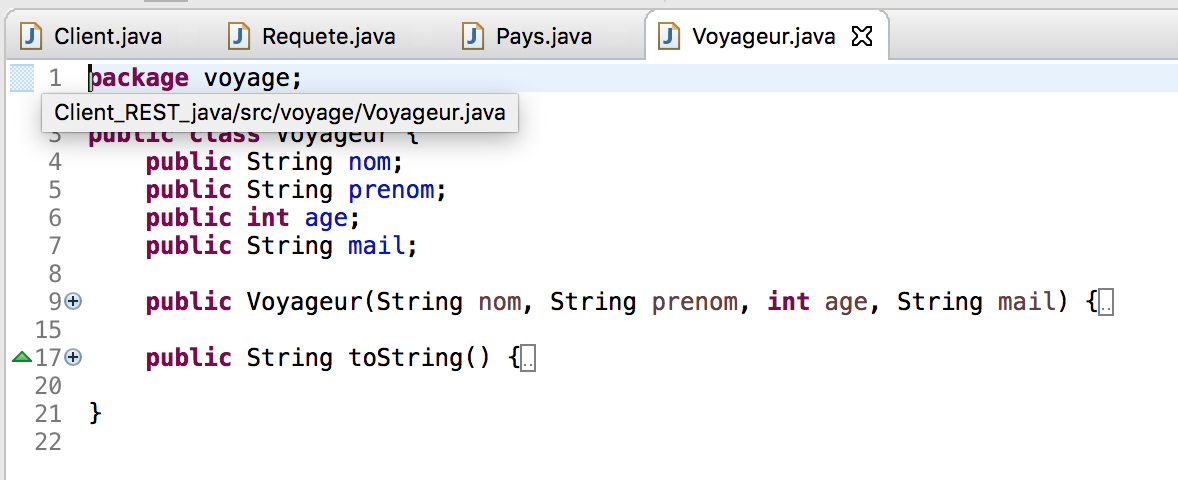 Client.java Requete.java Pays.java Voyageur.java
1 package voyage;
Client_REST_java/src/voyage/Voyageur.java
3 public class Voyageur {
4 public String nom;
5 public String prenom;
6 public int age;
7 public String mail;
8
9 public Voyageur(String nom, String prenom, int age, String mail) {..
15
17 public String toString() {..
20
21 }
22